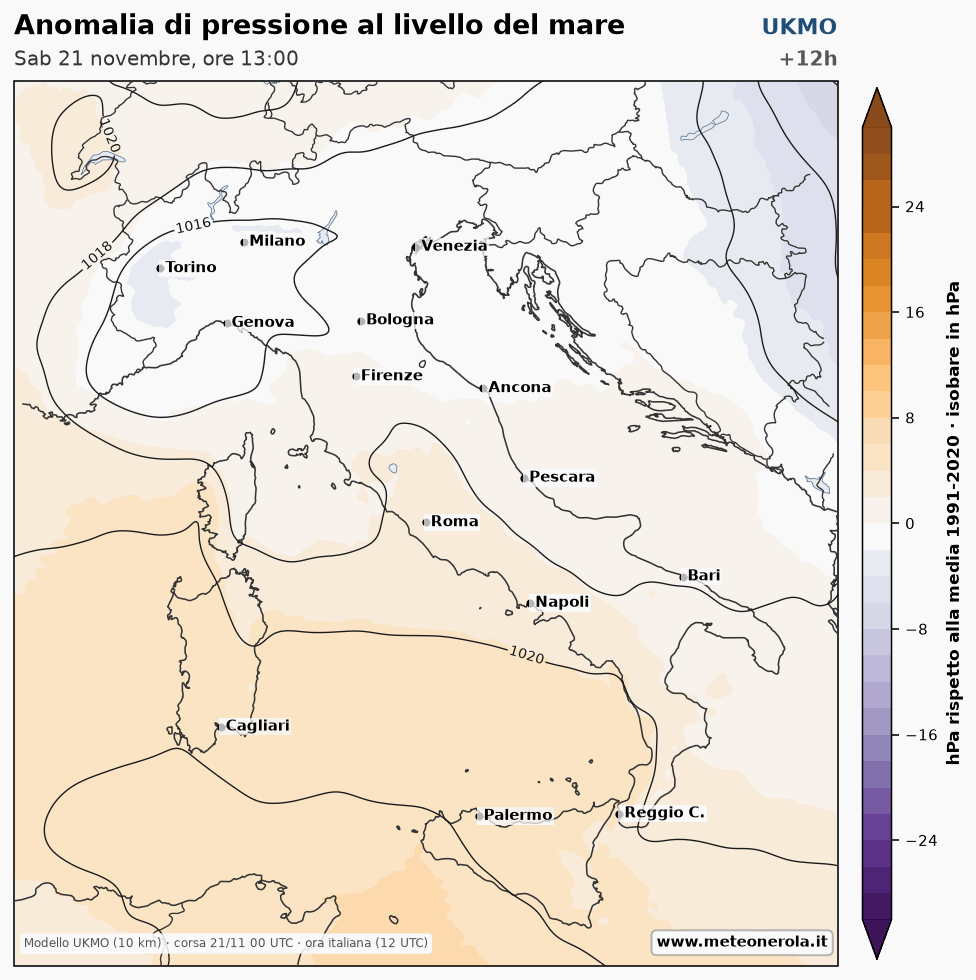 Anomalia di pressione al livello del mare
UKMO
Sab 21 novembre, ore 13:00
+12h
1020
1016
1018
Milano
Venezia
Torino
Genova
Bologna
Firenze
Ancona
Pescara
Roma
Bari
Napoli
1020
Cagliari
Palermo
Reggio C.
24
16
8
0
−8
−16
−24
hPa rispetto alla media 1991-2020 · isobare in hPa
Modello UKMO (10 km) · corsa 21/11 00 UTC · ora italiana (12 UTC)
www.meteonerola.it